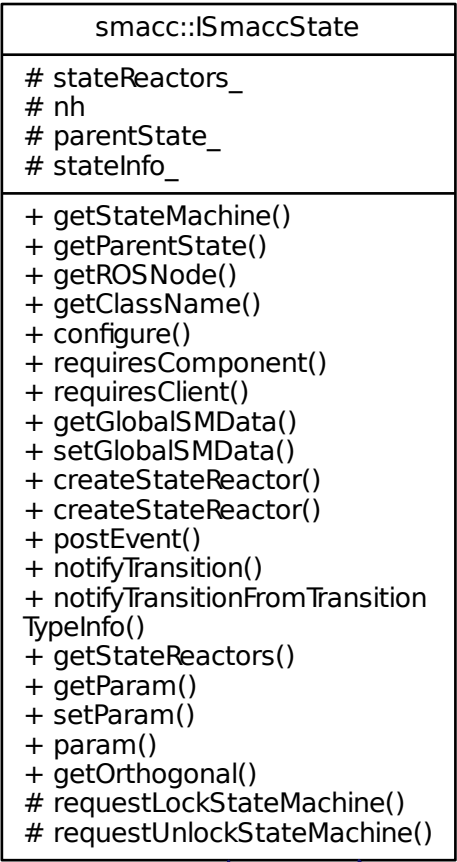 smacc::ISmaccState
# stateReactors_
# nh
# parentState_
# stateInfo_
+ getStateMachine()
+ getParentState()
+ getROSNode()
+ getClassName()
+ configure()
+ requiresComponent()
+ requiresClient()
+ getGlobalSMData()
+ setGlobalSMData()
+ createStateReactor()
+ createStateReactor()
+ postEvent()
+ notifyTransition()
+ notifyTransitionFromTransition
TypeInfo()
+ getStateReactors()
+ getParam()
+ setParam()
+ param()
+ getOrthogonal()
# requestLockStateMachine()
# requestUnlockStateMachine()